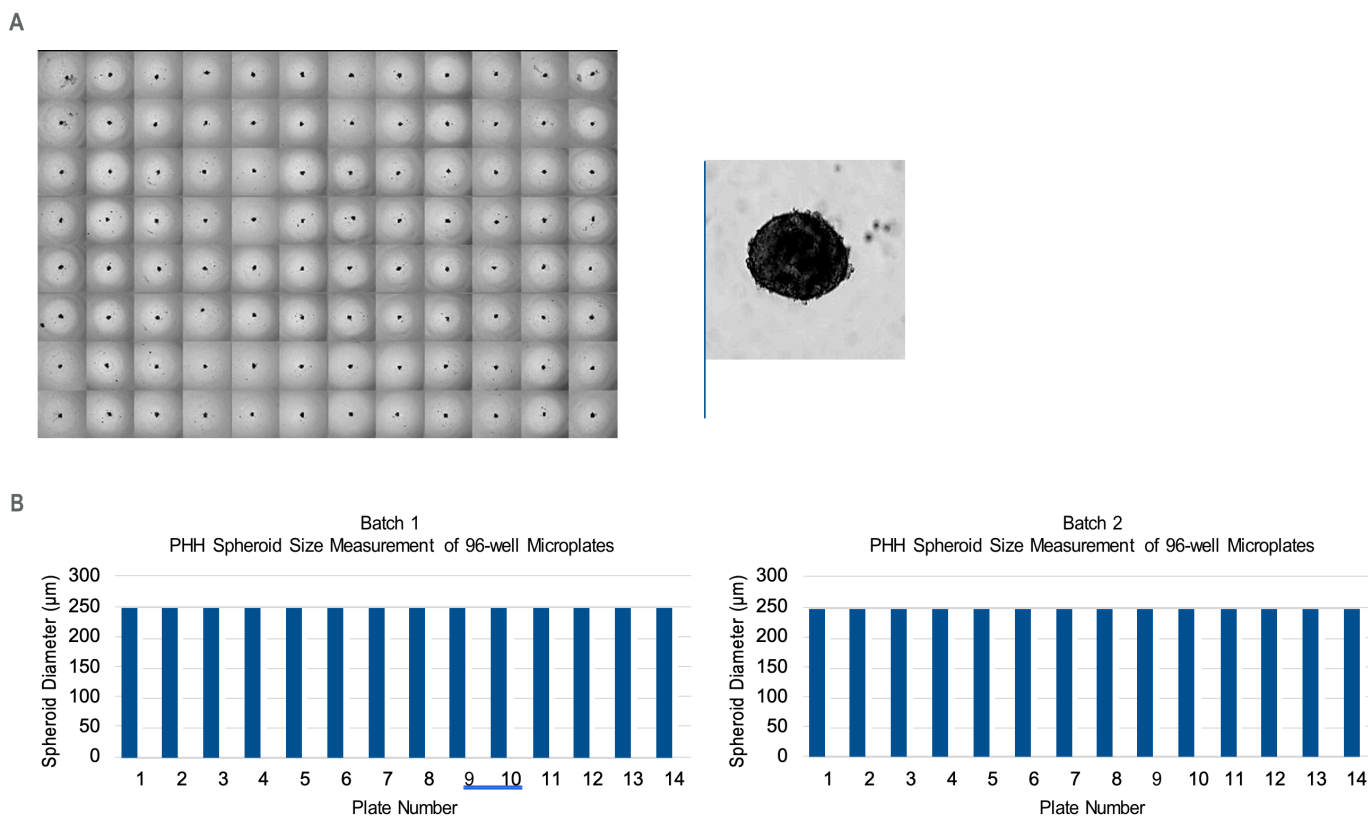 A
B
Batch 1
PHH Spheroid Size Measurement of 96-well Microplates
Spheroid Diameter (µm)
300
250
200
150
100
50
0
1 2 3 4 5 6 7 8 9 10 11 12 13 14
Plate Number
Batch 2
PHH Spheroid Size Measurement of 96-well Microplates
Spheroid Diameter (µm)
300
250
200
150
100
50
0
1 2 3 4 5 6 7 8 9 10 11 12 13 14
Plate Number